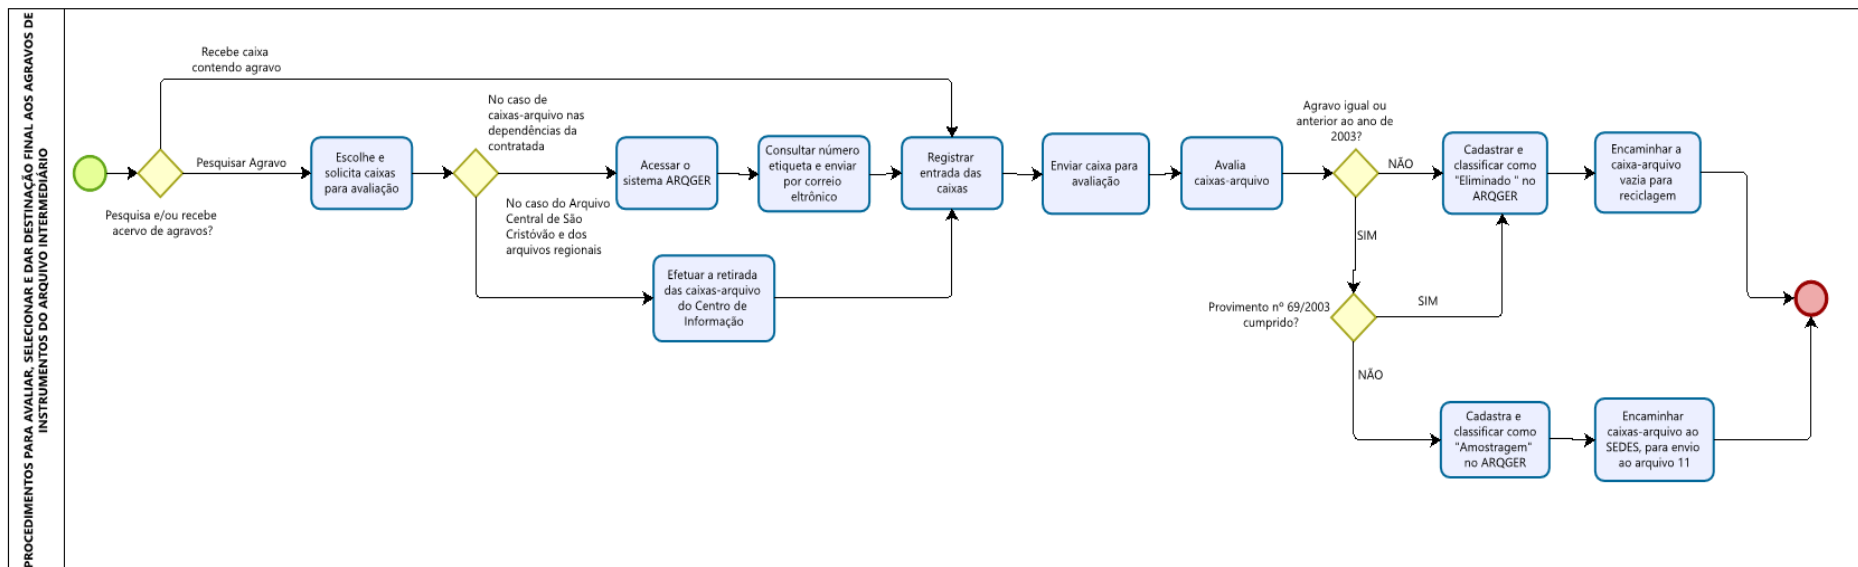 PROCEDIMENTOS PARA AVALIAR, SELECIONAR E DAR DESTINAÇÃO FINAL AOS AGRAVOS DE
INSTRUMENTOS DO ARQUIVO INTERMEDIÁRIO
Recebe caixa
contendo agravo
Pesquisar Agravo
Pesquisa e/ou recebe
acervo de agravos?
Escolhe e
solicita caixas
para avaliação
No caso de
caixas-arquivo nas
dependências da
contratada
No caso do Arquivo
Central de São
Cristóvão e dos
arquivos regionais
Acessar o
sistema ARQGER
Consultar número
etiqueta e enviar
por correio
eltrônico
Efetuar a retirada
das caixas-arquivo
do Centro de
Informação
Registrar
entrada das
caixas
Enviar caixa para
avaliação
Avalia
caixas-arquivo
Agravo igual ou
anterior ao ano de
2003?
NÃO
SIM
Cadastrar e
classificar como
"Eliminado " no
ARQGER
Encaminhar a
caixa-arquivo
vazia para
reciclagem
Provimento nº 69/2003
cumprido?
SIM
NÃO
Cadastra e
classificar como
"Amostragem"
no ARQGER
Encaminhar
caixas-arquivo ao
SEDES, para envio
ao arquivo 11